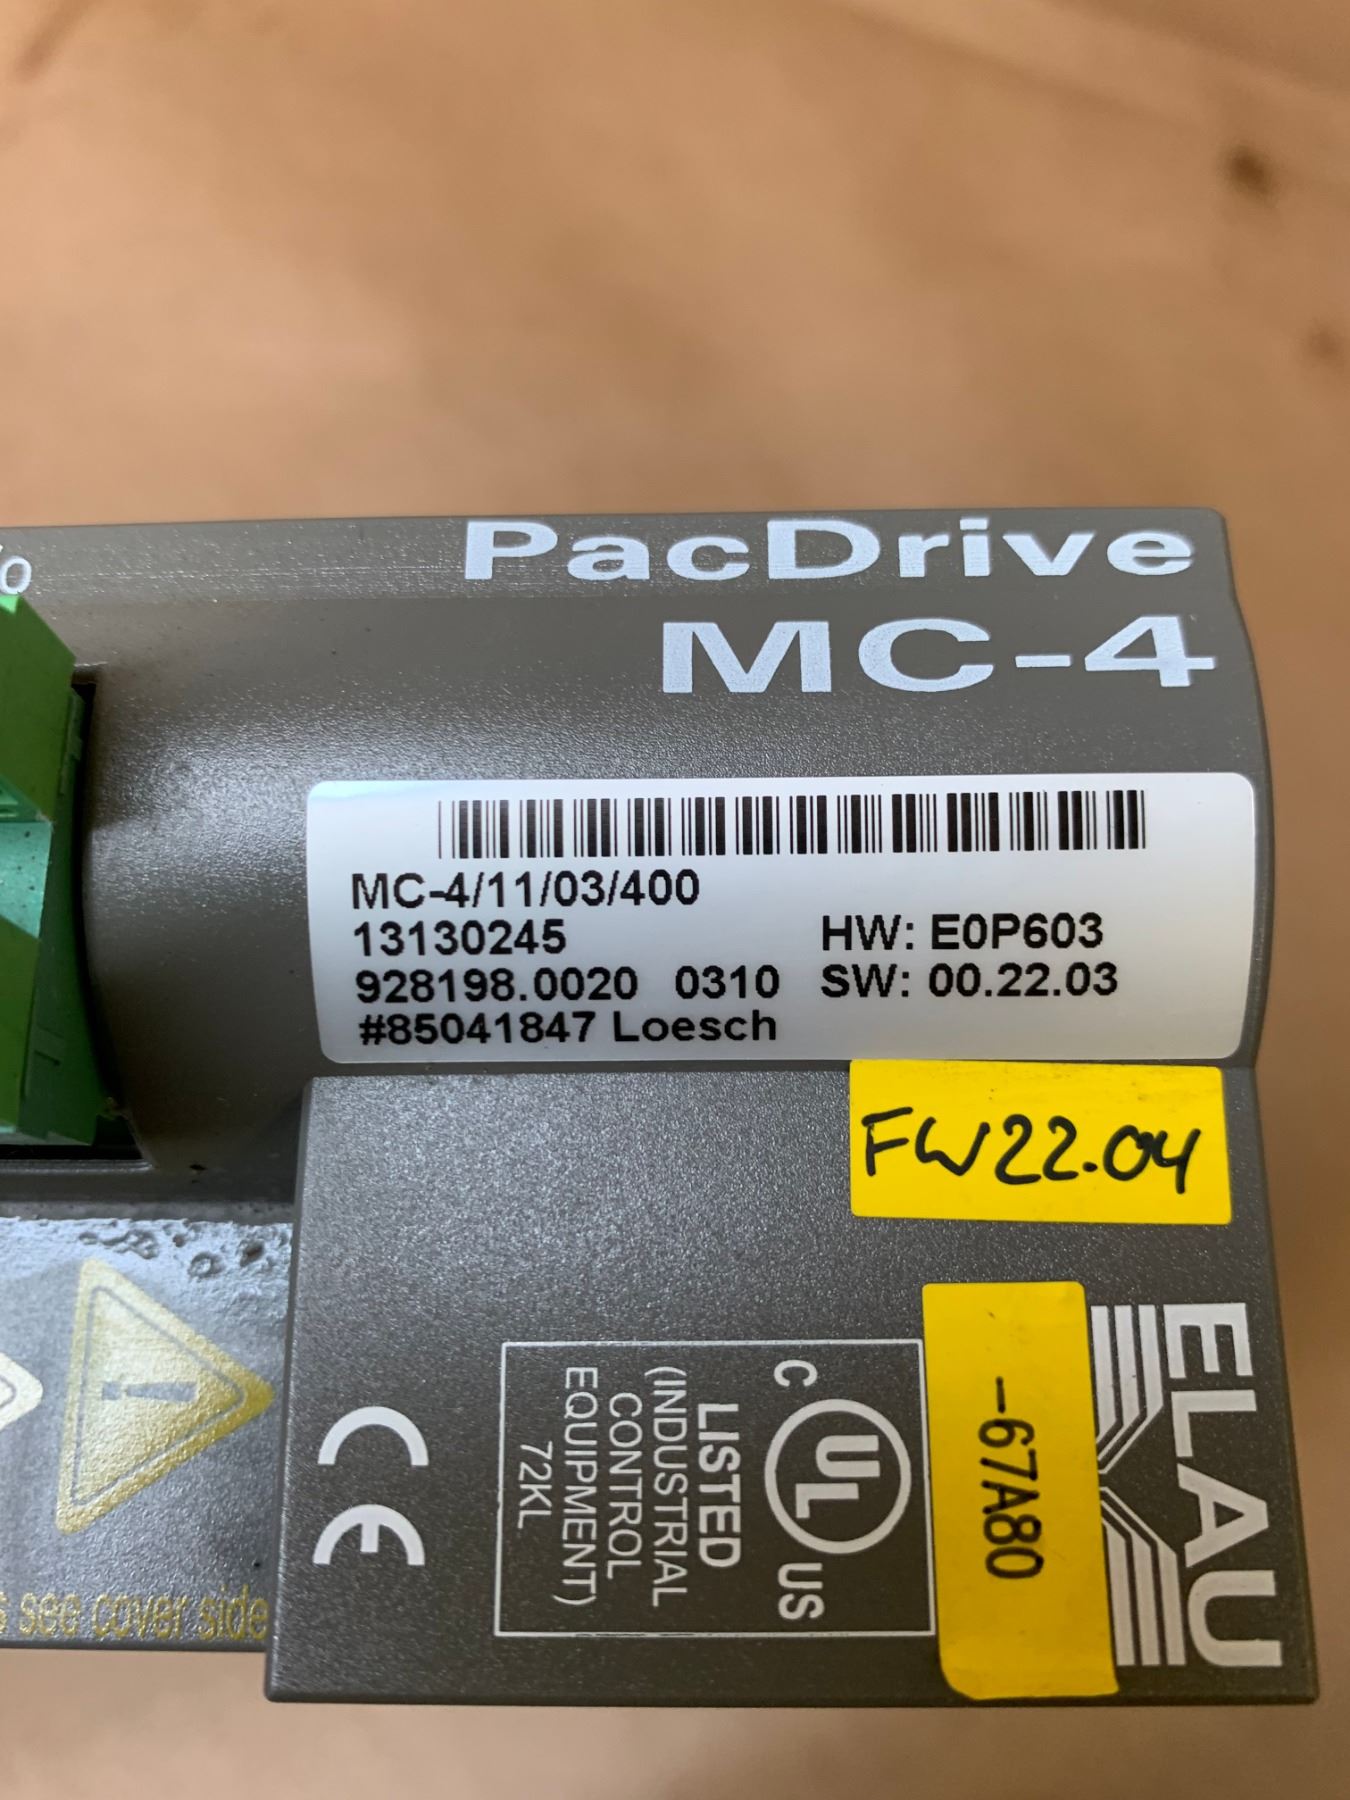 PacDrive
MC-4
MC-4/11/03/400
13130245 HW: E0P603
928198.0020 0310 SW: 00.22.03
#85041847 Loesch
FW22.04
ELAU
-67A80
C UL US
LISTED
(INDUSTRIAL
CONTROL
EQUIPMENT)
72KL
CE
see cover side